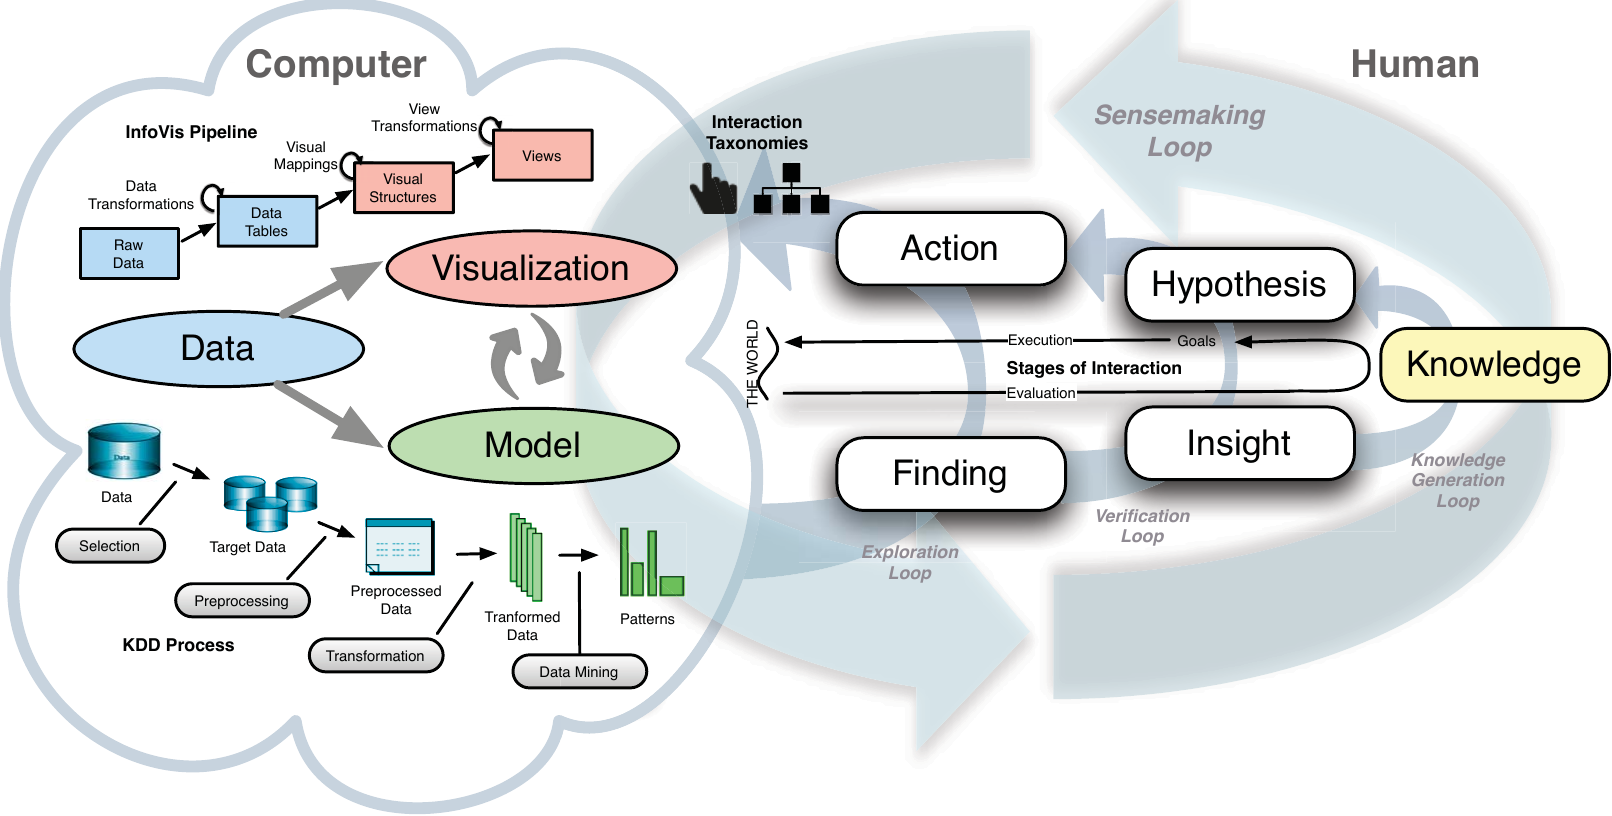 Computer
Human
InfoVis Pipeline
View
Transformations
Views
Visual
Mappings
Visual
Structures
Data
Transformations
Data
Tables
Raw
Data
Interaction
Taxonomies
Sensemaking
Loop
Visualization
Data
Model
Action
Hypothesis
Knowledge
THE WORLD
Execution
Goals
Stages of Interaction
Evaluation
Finding
Insight
Exploration
Loop
Verification
Loop
Knowledge
Generation
Loop
Data
Data
Selection
Target Data
Preprocessing
Preprocessed
Data
Transformation
Tranformed
Data
Data Mining
Patterns
KDD Process